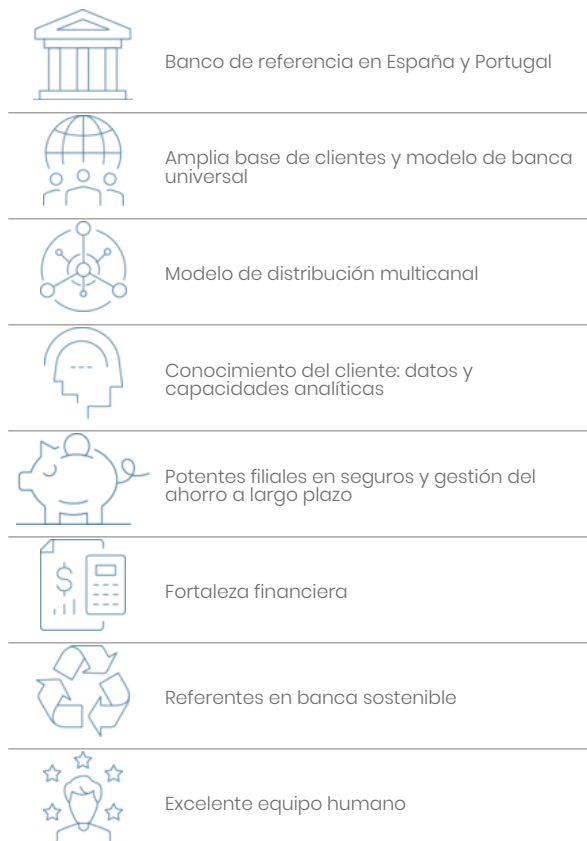 Banco de referencia en España y Portugal
Amplia base de clientes y modelo de banca
universal
Modelo de distribución multicanal
Conocimiento del cliente: datos y
capacidades analíticas
Potentes filiales en seguros y gestión del
ahorro a largo plazo
$
Fortaleza financiera
Referentes en banca sostenible
Excelente equipo humano